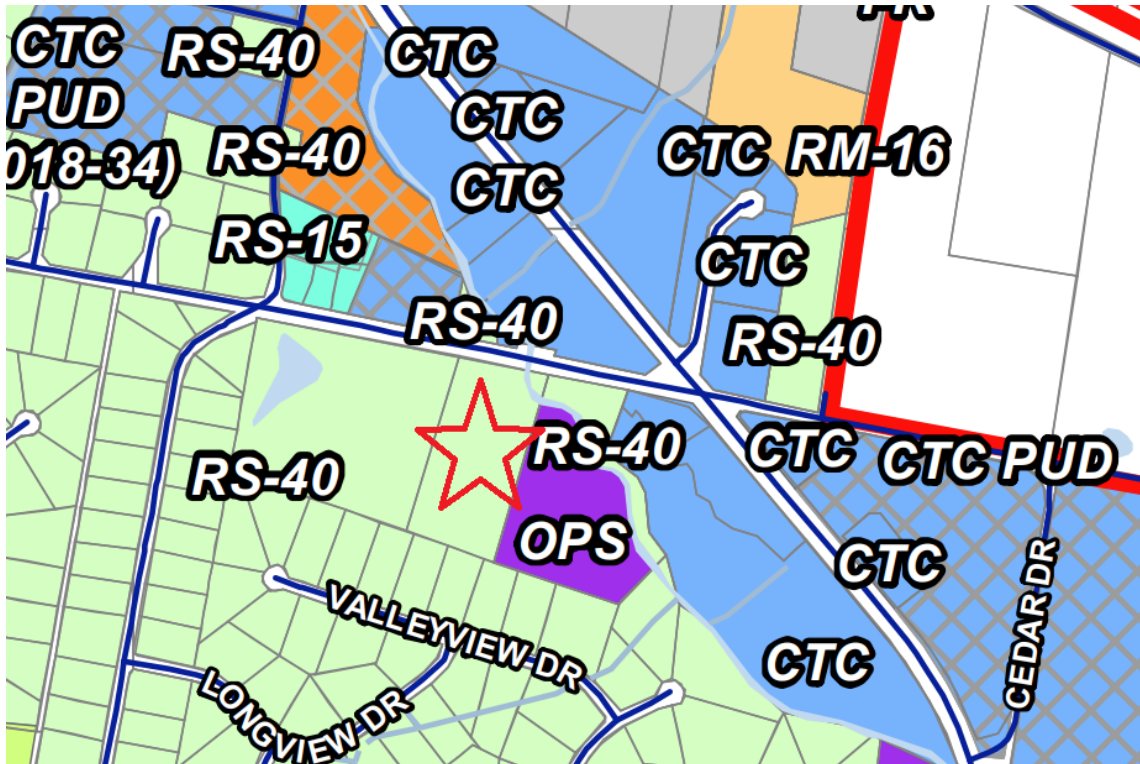 CTC
PUD
018-34)
RS-40
RS-40
RS-15
CTC
CTC
CTC
CTC
RM-16
CTC
RS-40
RS-40
RS-40
RS-40
OPS
CTC
CTC PUD
CTC
CTC
VALLEYVIEW DR
LONGVIEW DR
CEDAR DR